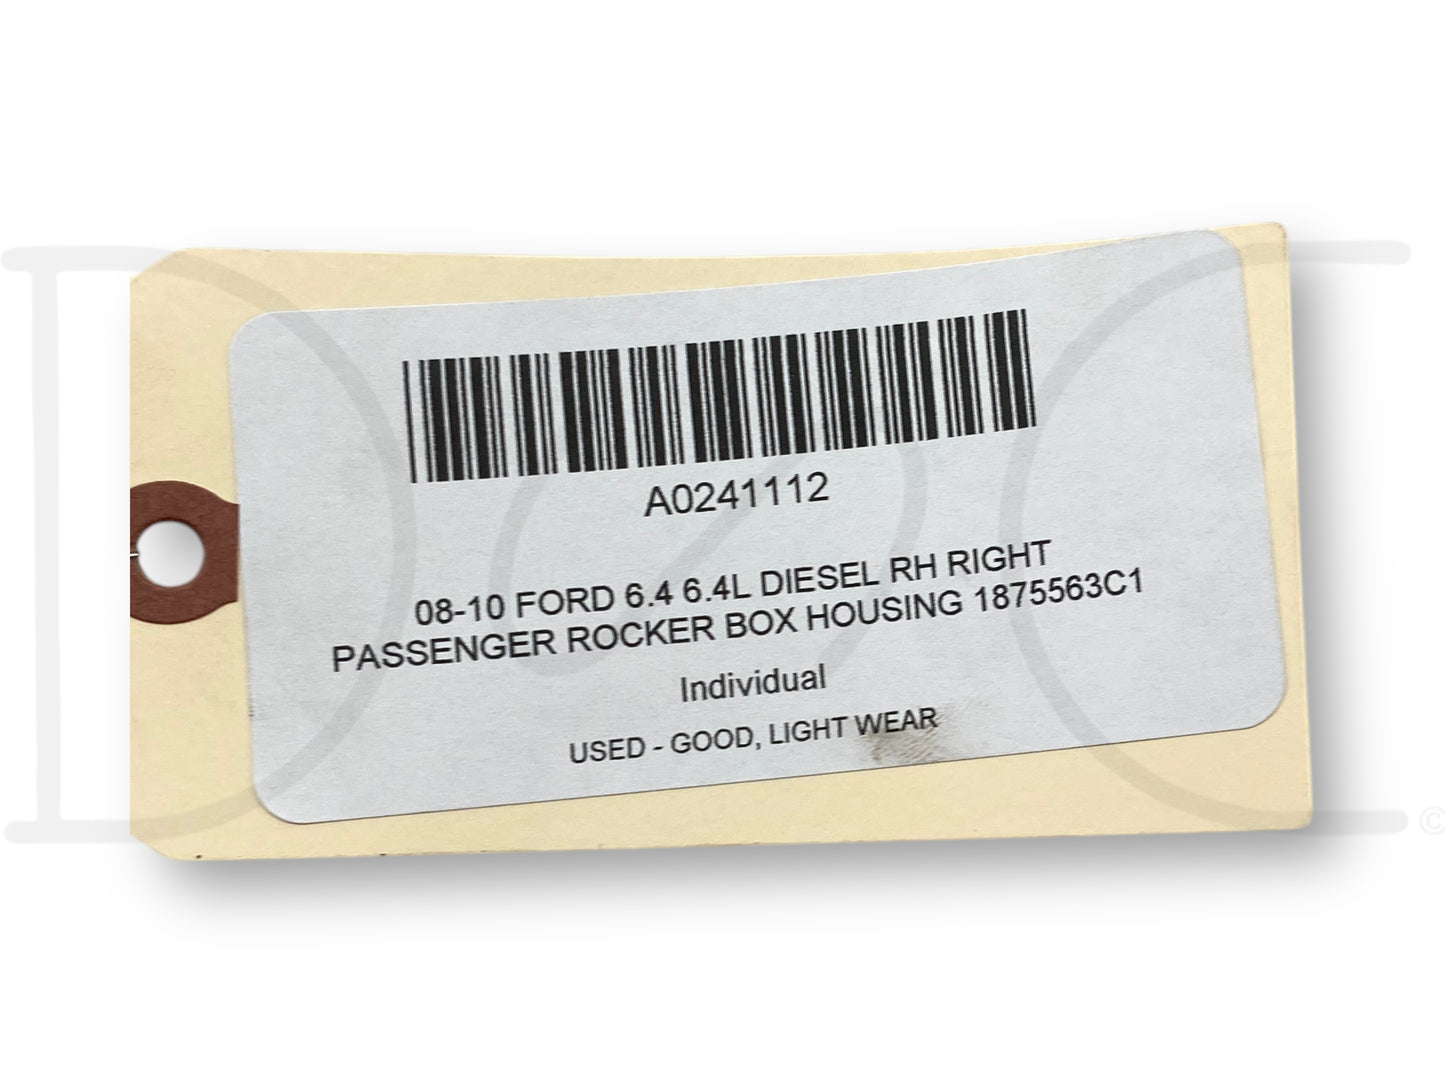 A0241112
08-10 FORD 6.4 6.4L DIESEL RH RIGHT
PASSENGER ROCKER BOX HOUSING 1875563C1
Individual
USED - GOOD, LIGHT WEAR
©